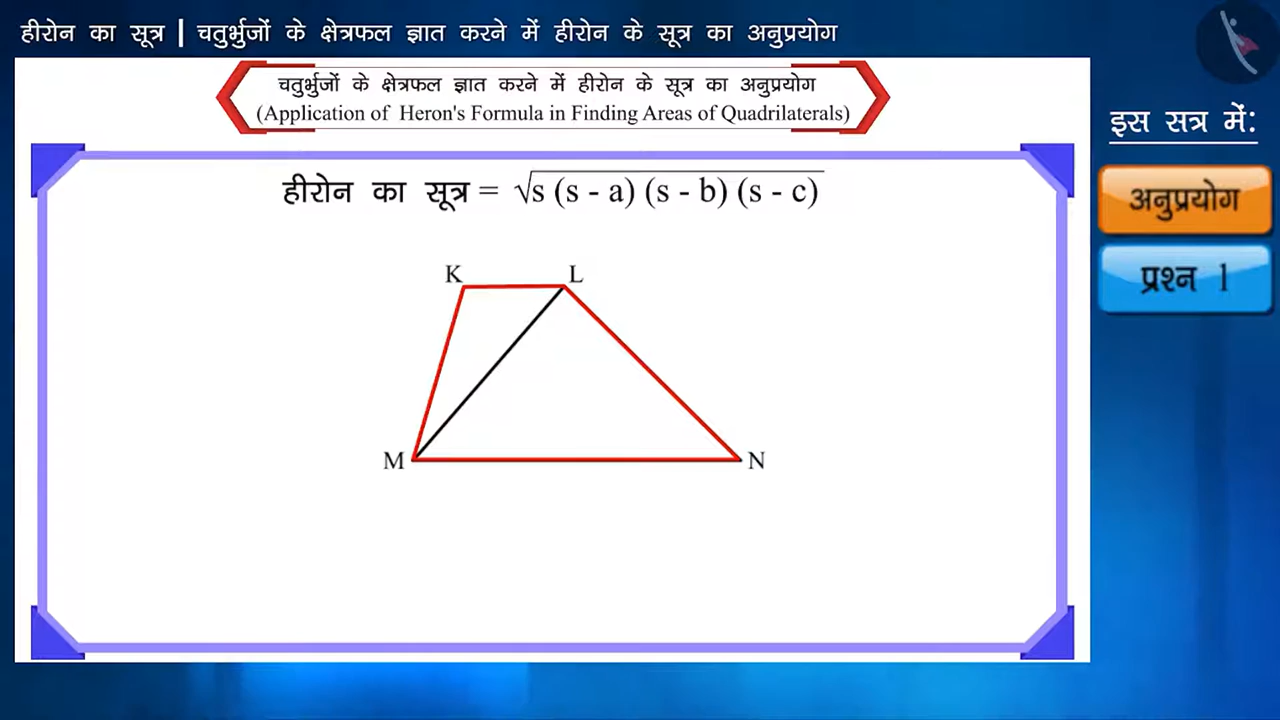 हीरोन का सूत्र | चतुर्भुजों के क्षेत्रफल ज्ञात करने में हीरोन के सूत्र का अनुप्रयोग
चतुर्भुजों के क्षेत्रफल ज्ञात करने में हीरोन के सूत्र का अनुप्रयोग
(Application of Heron's Formula in Finding Areas of Quadrilaterals)
इस सत्र में:
अनुप्रयोग
प्रश्न 1
हीरोन का सूत्र = √s (s - a) (s - b) (s - c)
K L
M N